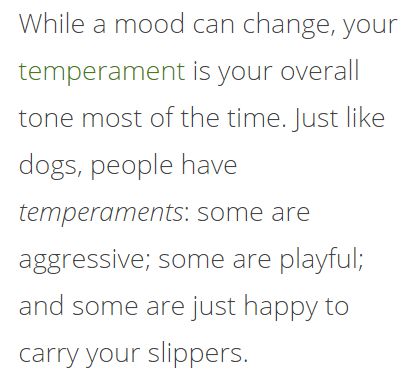 While a mood can change, your
temperament is your overall
tone most of the time. Just like
dogs, people have
temperaments: some are
aggressive; some are playful;
and some are just happy to
carry your slippers.